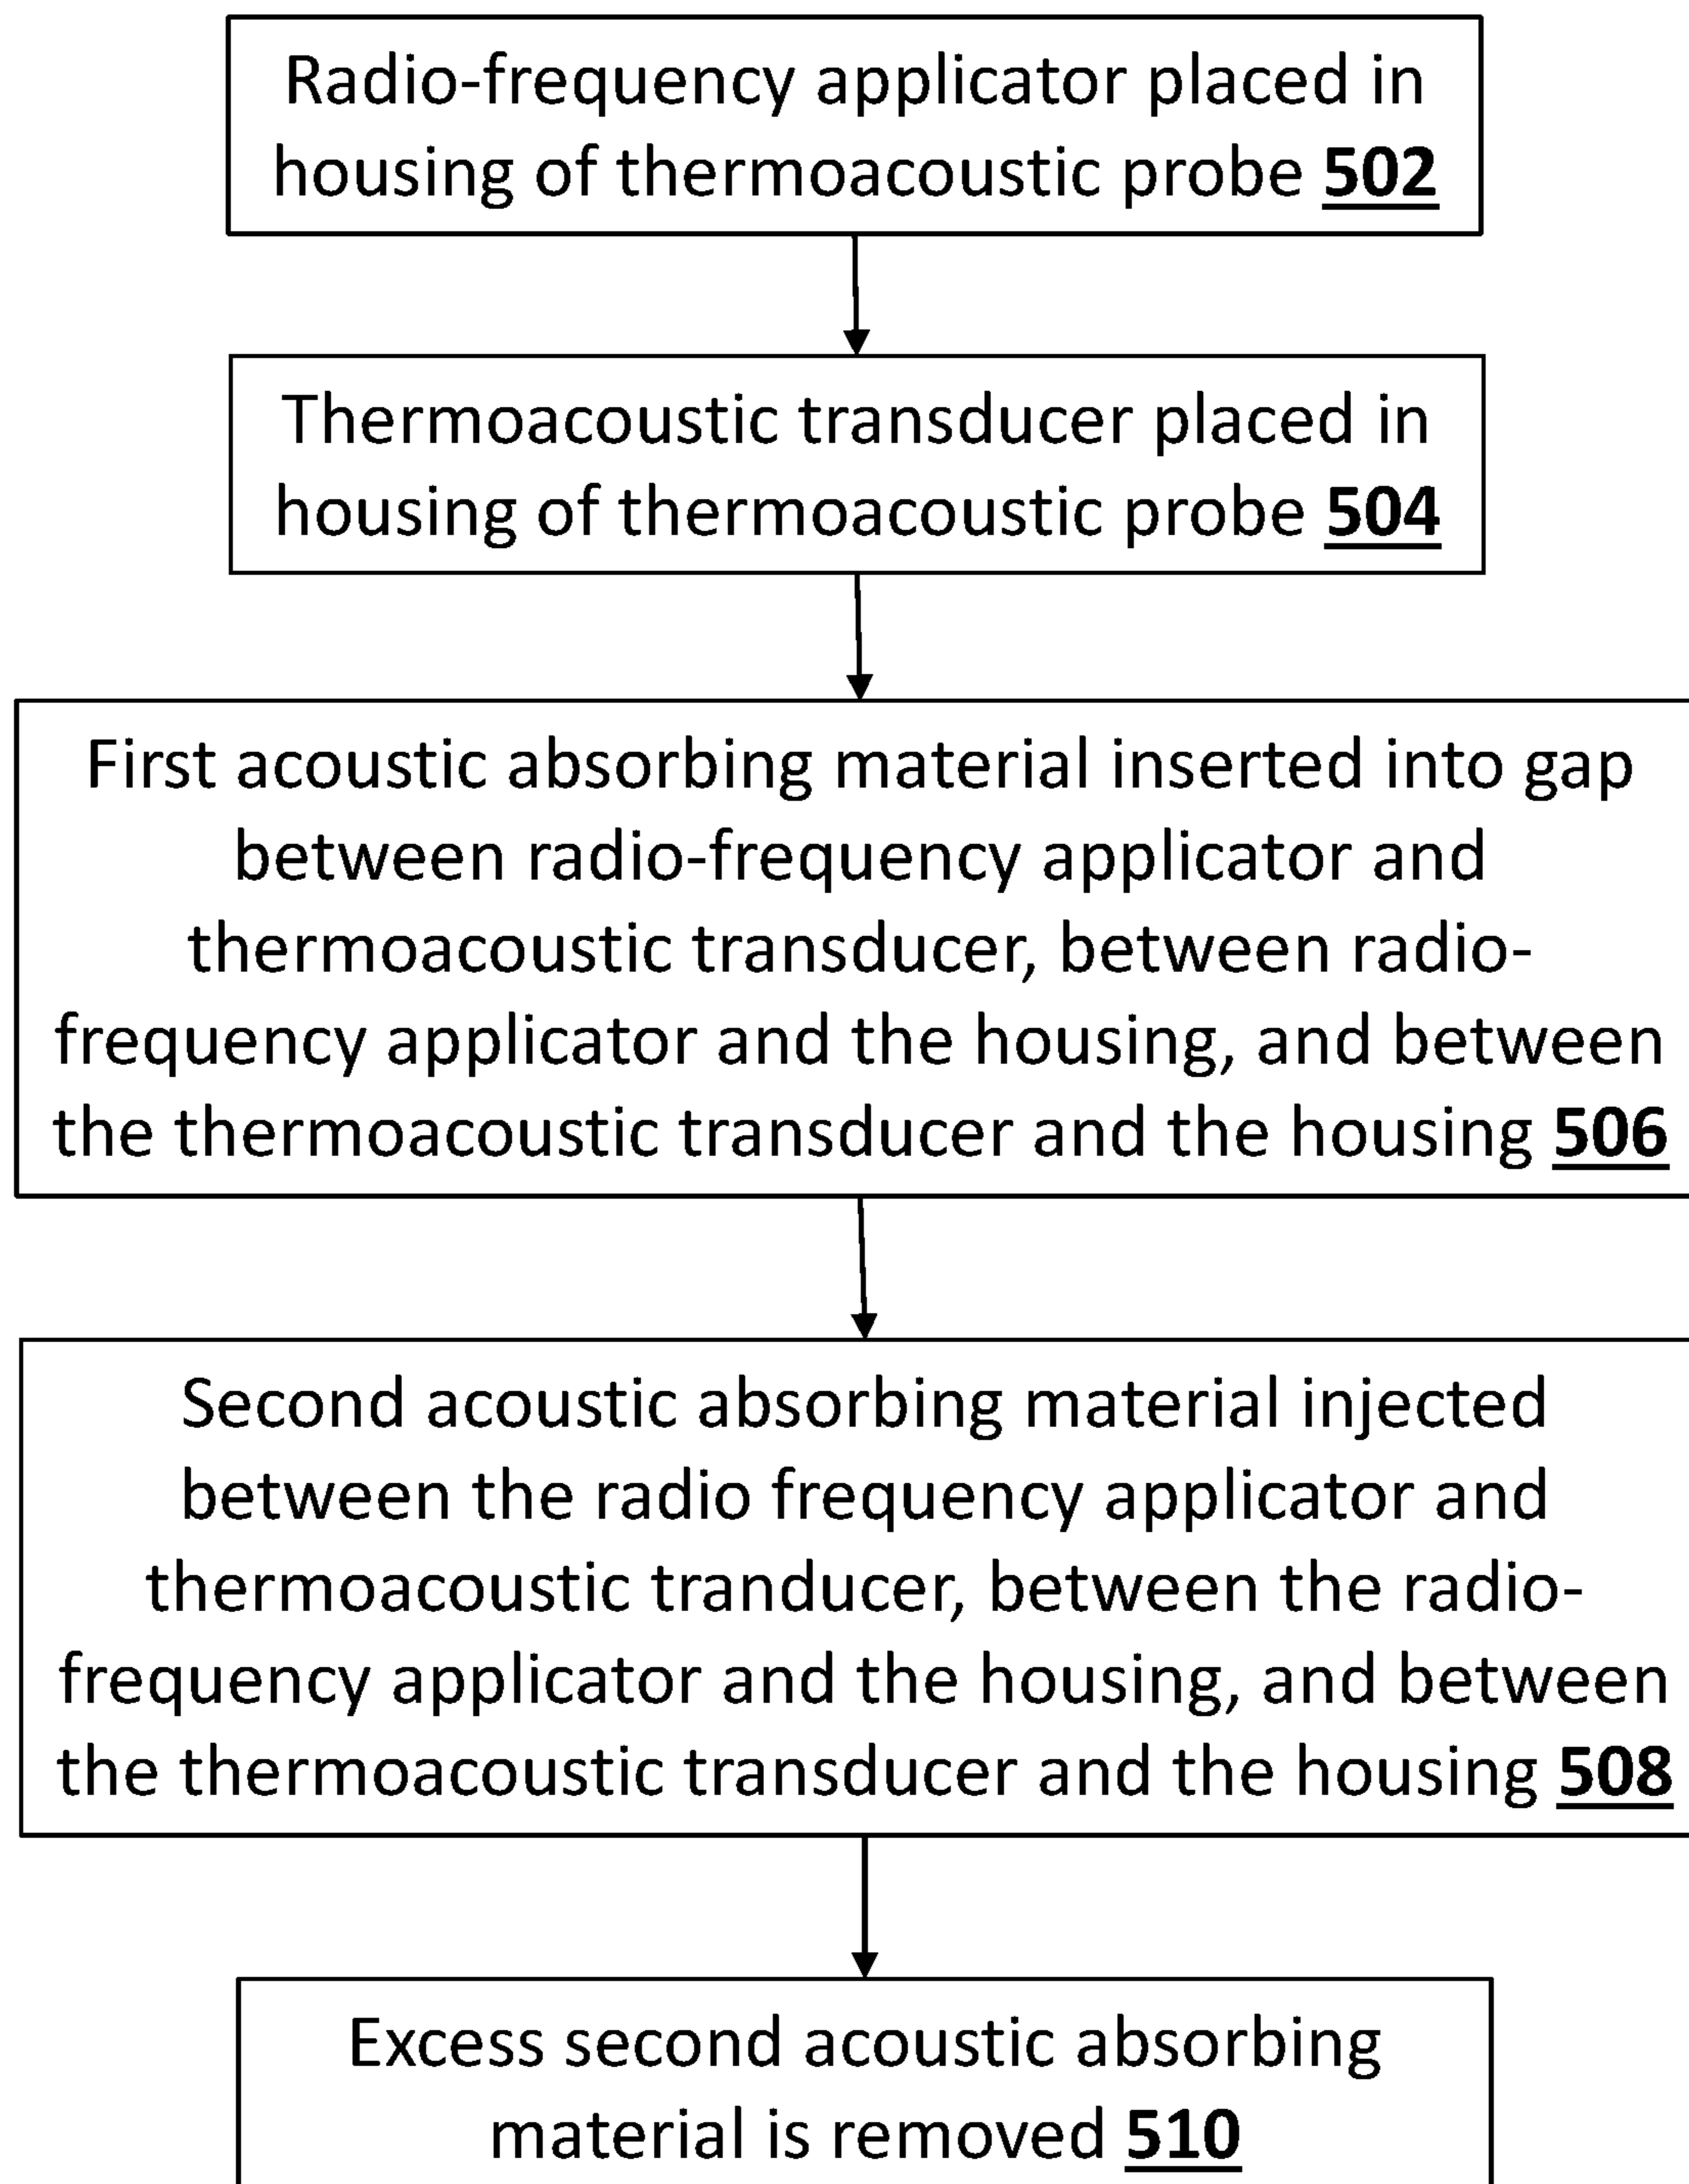 Radio-frequency applicator placed in
housing of thermoacoustic probe 502
Thermoacoustic transducer placed in
housing of thermoacoustic probe 504
First acoustic absorbing material inserted into gap
between radio-frequency applicator and
thermoacoustic transducer, between radio-
frequency applicator and the housing, and between
the thermoacoustic transducer and the housing 506
Second acoustic absorbing material injected
between the radio frequency applicator and
thermoacoustic tranducer, between the radio-
frequency applicator and the housing, and between
the thermoacoustic transducer and the housing 508
Excess second acoustic absorbing
material is removed 510